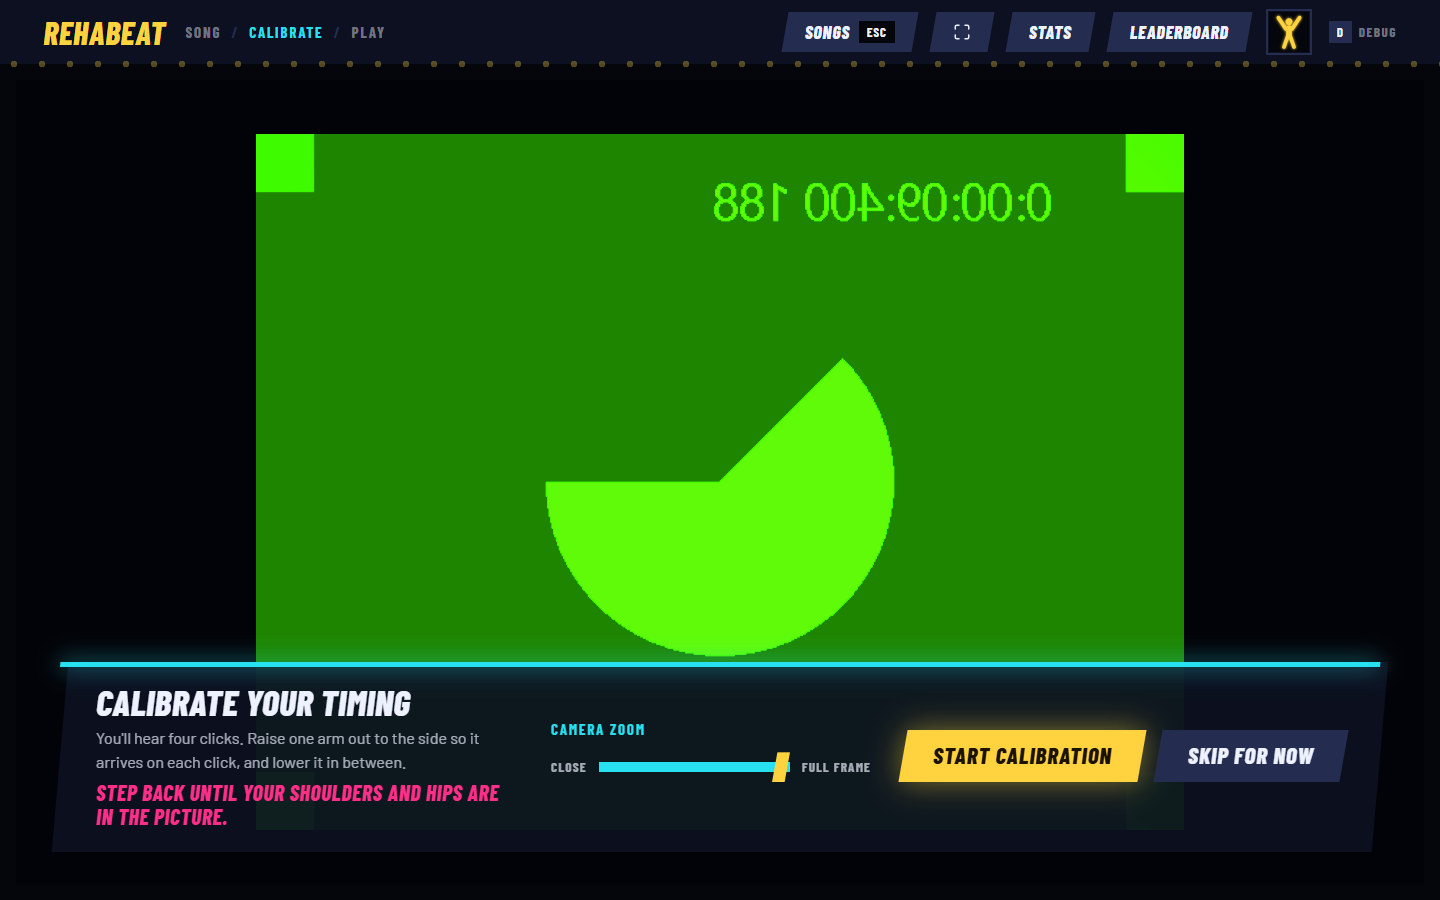 REHABEAT SONG / CALIBRATE / PLAY SONGS ESC STATS LEADERBOARD D DEBUG
0:00:09:400 188
CALIBRATE YOUR TIMING
You'll hear four clicks. Raise one arm out to the side so it
arrives on each click, and lower it in between.
STEP BACK UNTIL YOUR SHOULDERS AND HIPS ARE
IN THE PICTURE.
CAMERA ZOOM
CLOSE FULL FRAME
START CALIBRATION
SKIP FOR NOW